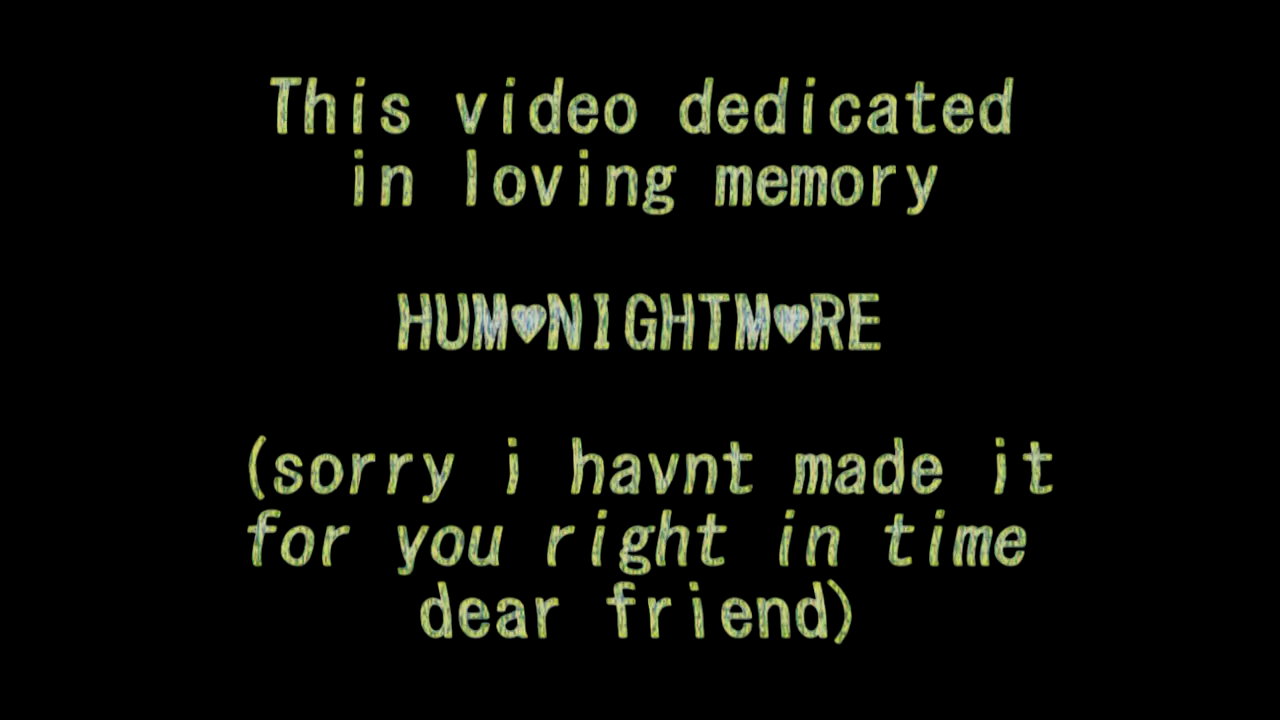 This video dedicated
in loving memory
HUM♥NIGHTM♥RE
(sorry i havnt made it
for you right in time
dear friend)